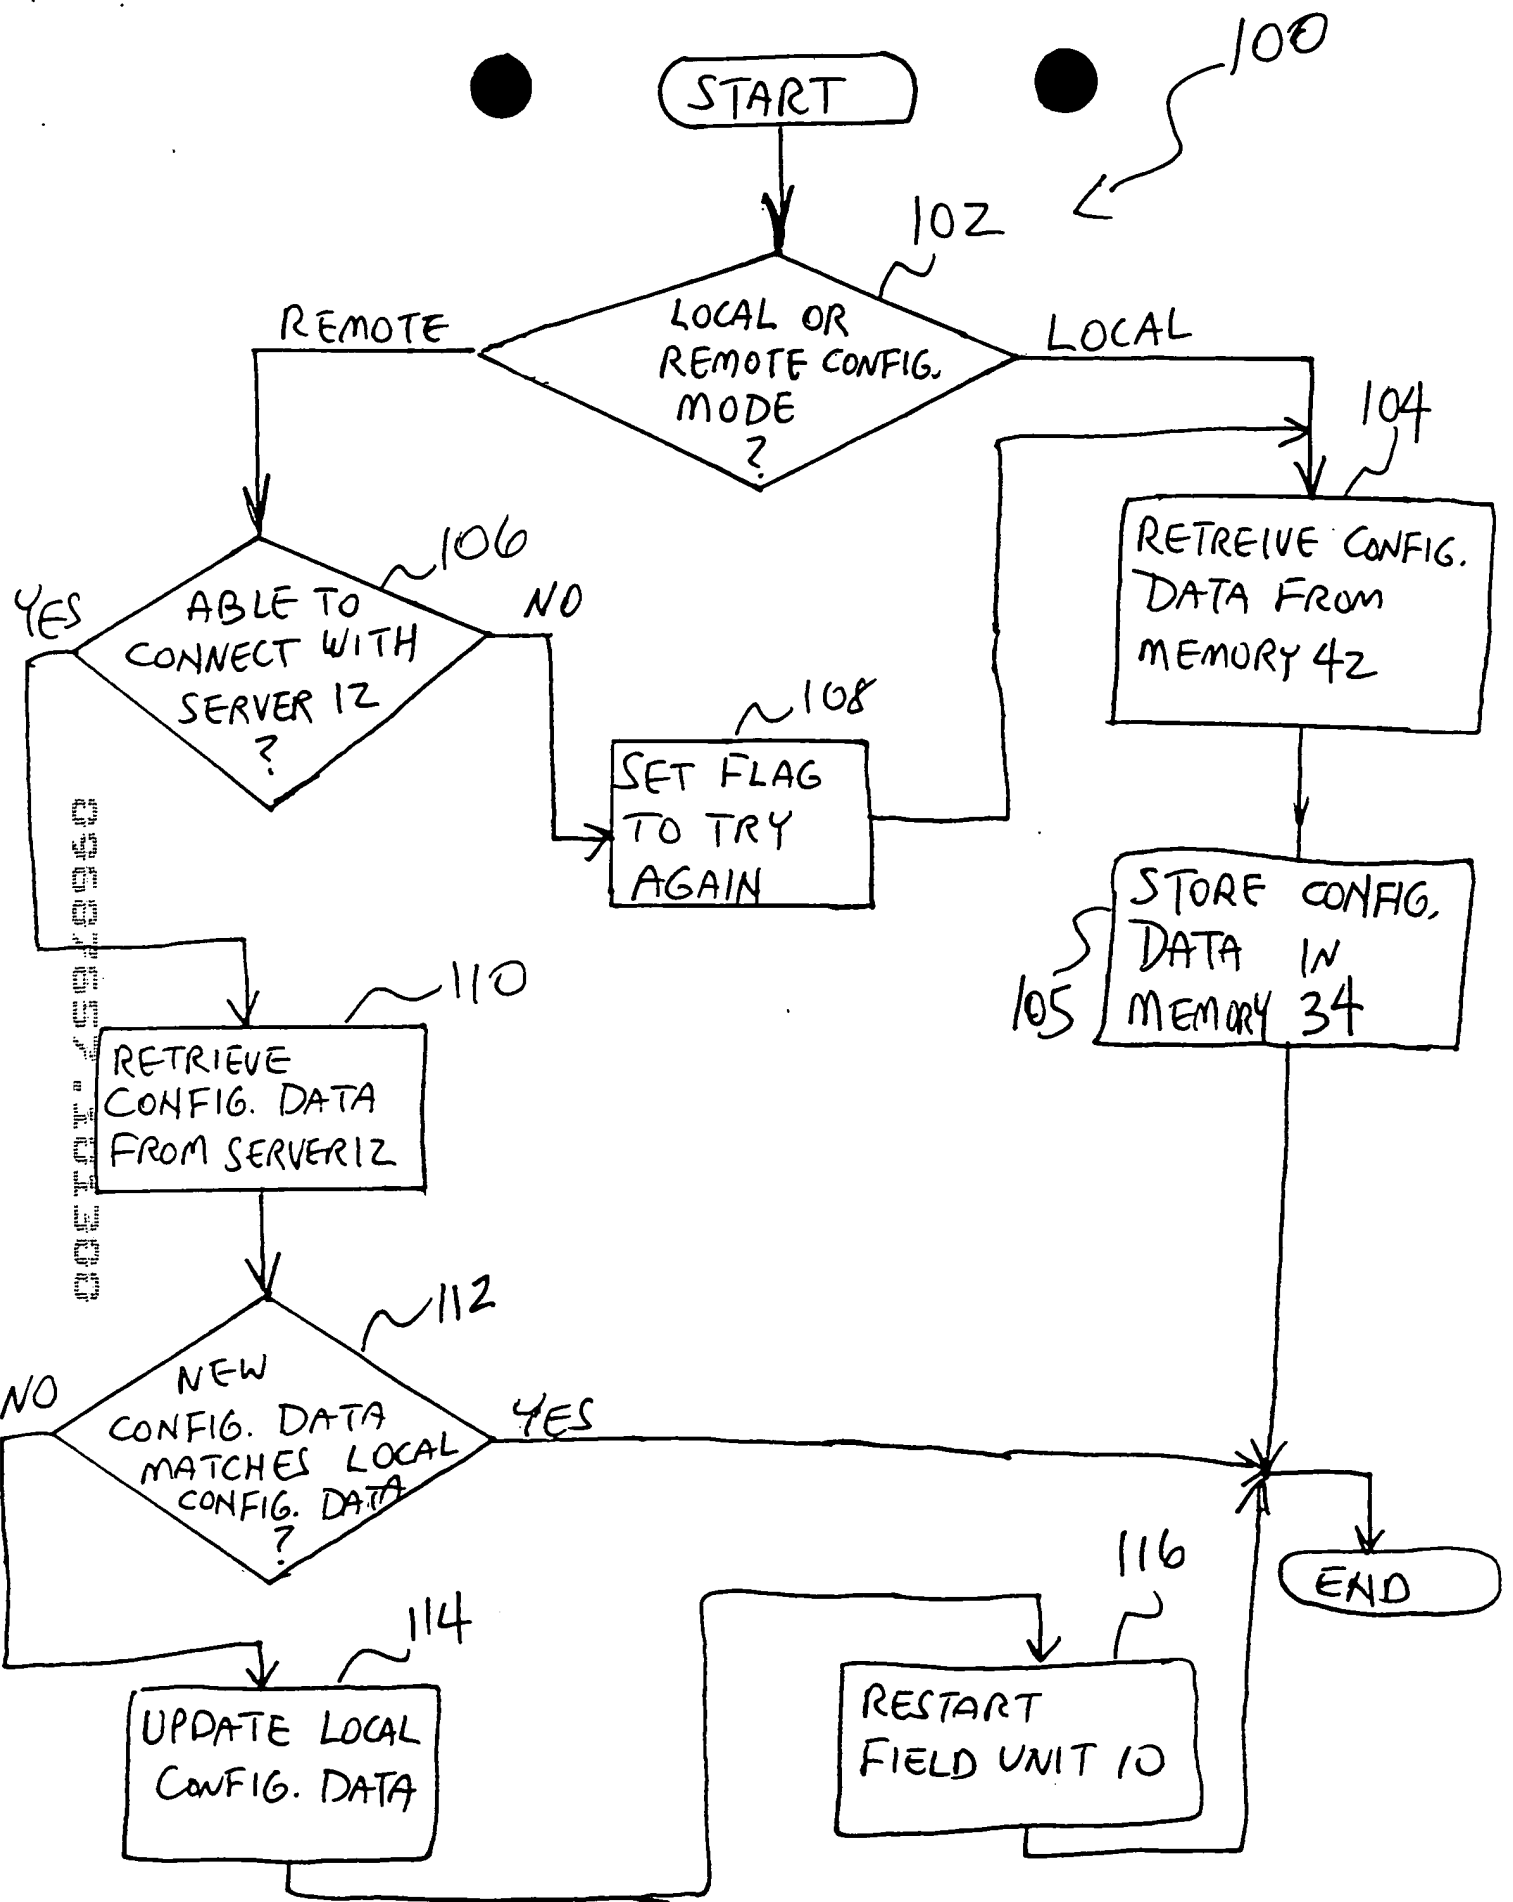 START
100
102
LOCAL OR
REMOTE CONFIG.
MODE
?
REMOTE
LOCAL
104
RETREIVE CONFIG.
DATA FROM
MEMORY 42
106
YES
ABLE TO
CONNECT WITH
SERVER 12
?
NO
108
SET FLAG
TO TRY
AGAIN
105
STORE CONFIG.
DATA IN
MEMORY 34
110
RETRIEVE
CONFIG. DATA
FROM SERVER 12
112
NO
NEW
CONFIG. DATA
MATCHES LOCAL
CONFIG. DATA
?
YES
END
114
UPDATE LOCAL
CONFIG. DATA
116
RESTART
FIELD UNIT 10